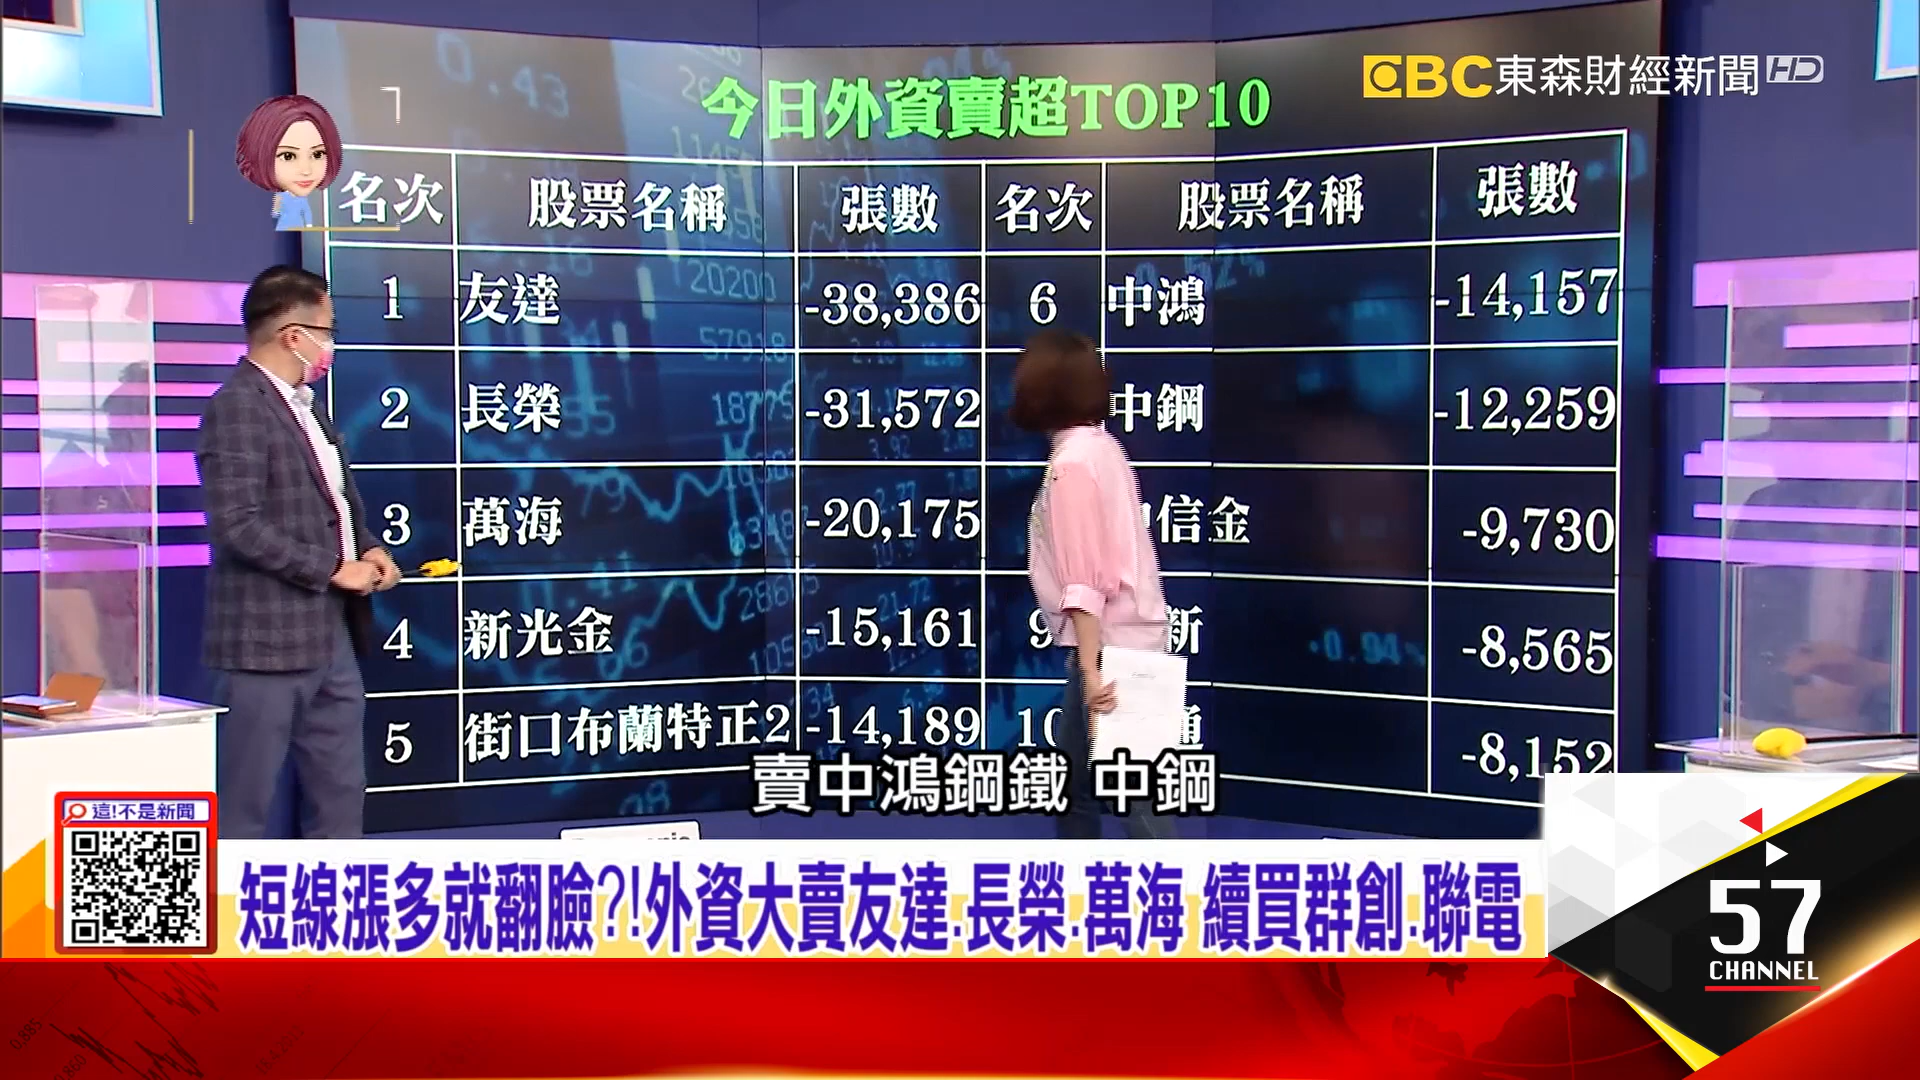 EBC東森財經新聞HD
今日外資賣超TOP10
名次 股票名稱 張數 名次 股票名稱 張數
1 友達 -38,386 6 中鴻 -14,157
2 長榮 -31,572 中鋼 -12,259
3 萬海 -20,175 信金 -9,730
4 新光金 -15,161 9 新 -8,565
5 街口布蘭特正2 -14,189 10 通 -8,152
賣中鴻鋼鐵 中鋼
這!不是新聞
短線漲多就翻臉?!外資大賣友達.長榮.萬海 續買群創.聯電
57
CHANNEL